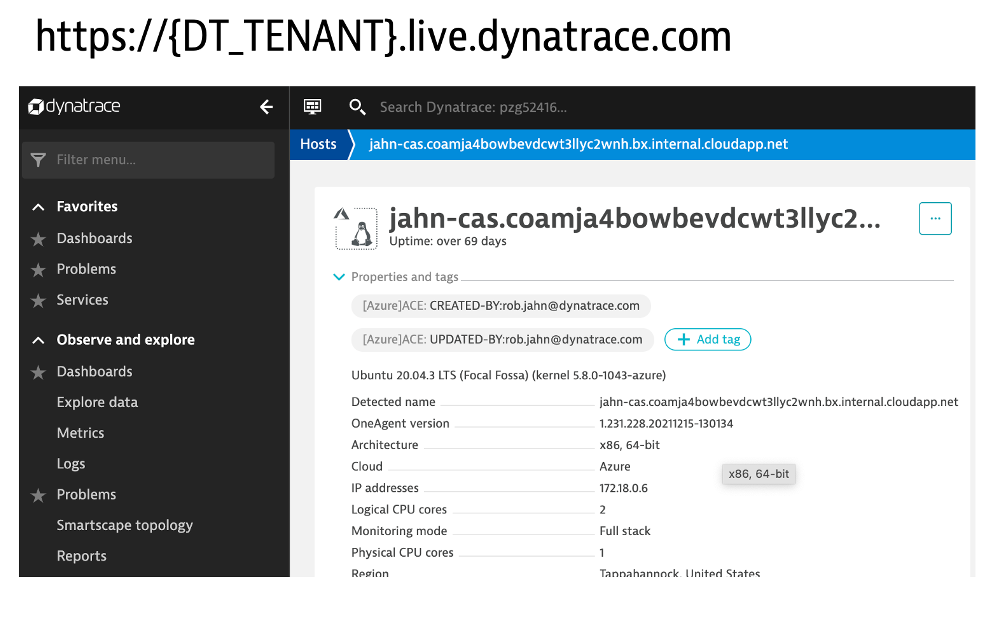 https://{DT_TENANT}.live.dynatrace.com
dynatrace
Search Dynatrace: pzg52416...
Hosts
jahn-cas.coamja4bowbevdcwt3llyc2wnh.bx.internal.cloudapp.net
Filter menu...
Favorites
Dashboards
Problems
Services
Observe and explore
Dashboards
Explore data
Metrics
Logs
Problems
Smartscape topology
Reports
jahn-cas.coamja4bowbevdcwt3llyc2...
...
Uptime: over 69 days
Properties and tags
[Azure]ACE: CREATED-BY:rob.jahn@dynatrace.com
[Azure]ACE: UPDATED-BY:rob.jahn@dynatrace.com
Add tag
Ubuntu 20.04.3 LTS (Focal Fossa) (kernel 5.8.0-1043-azure)
Detected name jahn-cas.coamja4bowbevdcwt3llyc2wnh.bx.internal.cloudapp.net
OneAgent version 1.231.228.20211215-130134
Architecture x86, 64-bit
Cloud Azure
x86, 64-bit
IP addresses 172.18.0.6
Logical CPU cores 2
Monitoring mode Full stack
Physical CPU cores 1
Region Tappahannock, United States